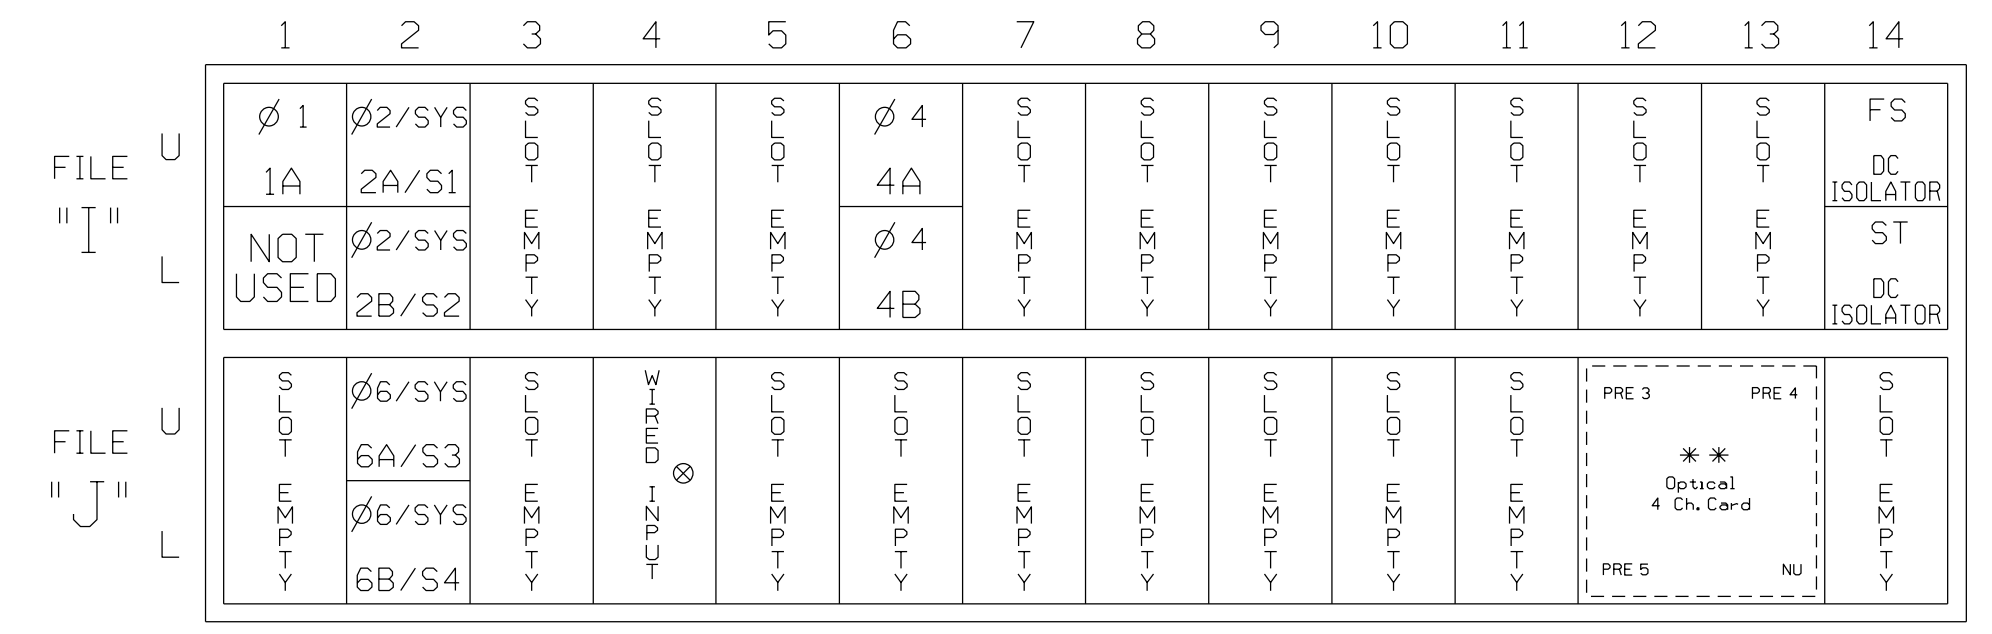 1 2 3 4 5 6 7 8 9 10 11 12 13 14
FILE "I"
U
L
Ø 1
1A
NOT
USED
Ø2/SYS
2A/S1
Ø2/SYS
2B/S2
SLOT EMPTY
SLOT EMPTY
SLOT EMPTY
Ø 4
4A
Ø 4
4B
SLOT EMPTY
SLOT EMPTY
SLOT EMPTY
SLOT EMPTY
SLOT EMPTY
SLOT EMPTY
SLOT EMPTY
FS
DC
ISOLATOR
ST
DC
ISOLATOR
FILE "J"
U
L
SLOT EMPTY
Ø6/SYS
6A/S3
Ø6/SYS
6B/S4
SLOT EMPTY
WIRED INPUT ⊗
SLOT EMPTY
SLOT EMPTY
SLOT EMPTY
SLOT EMPTY
SLOT EMPTY
SLOT EMPTY
SLOT EMPTY
PRE 3 PRE 4
**
Optical
4 Ch.Card
PRE 5 NU
SLOT EMPTY